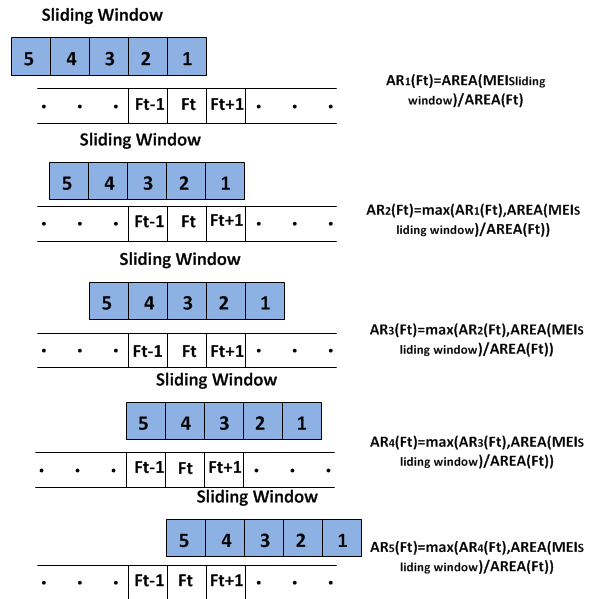 Sliding Window
5 4 3 2 1
. . . Ft-1 Ft Ft+1 . . .
AR1(Ft)=AREA(MEISliding
window)/AREA(Ft)
Sliding Window
5 4 3 2 1
. . . Ft-1 Ft Ft+1 . . .
AR2(Ft)=max(AR1(Ft),AREA(MEIS
liding window)/AREA(Ft))
Sliding Window
5 4 3 2 1
. . . Ft-1 Ft Ft+1 . . .
AR3(Ft)=max(AR2(Ft),AREA(MEIS
liding window)/AREA(Ft))
Sliding Window
5 4 3 2 1
. . . Ft-1 Ft Ft+1 . . .
AR4(Ft)=max(AR3(Ft),AREA(MEIS
liding window)/AREA(Ft))
Sliding Window
5 4 3 2 1
. . . Ft-1 Ft Ft+1 . . .
AR5(Ft)=max(AR4(Ft),AREA(MEIS
liding window)/AREA(Ft))